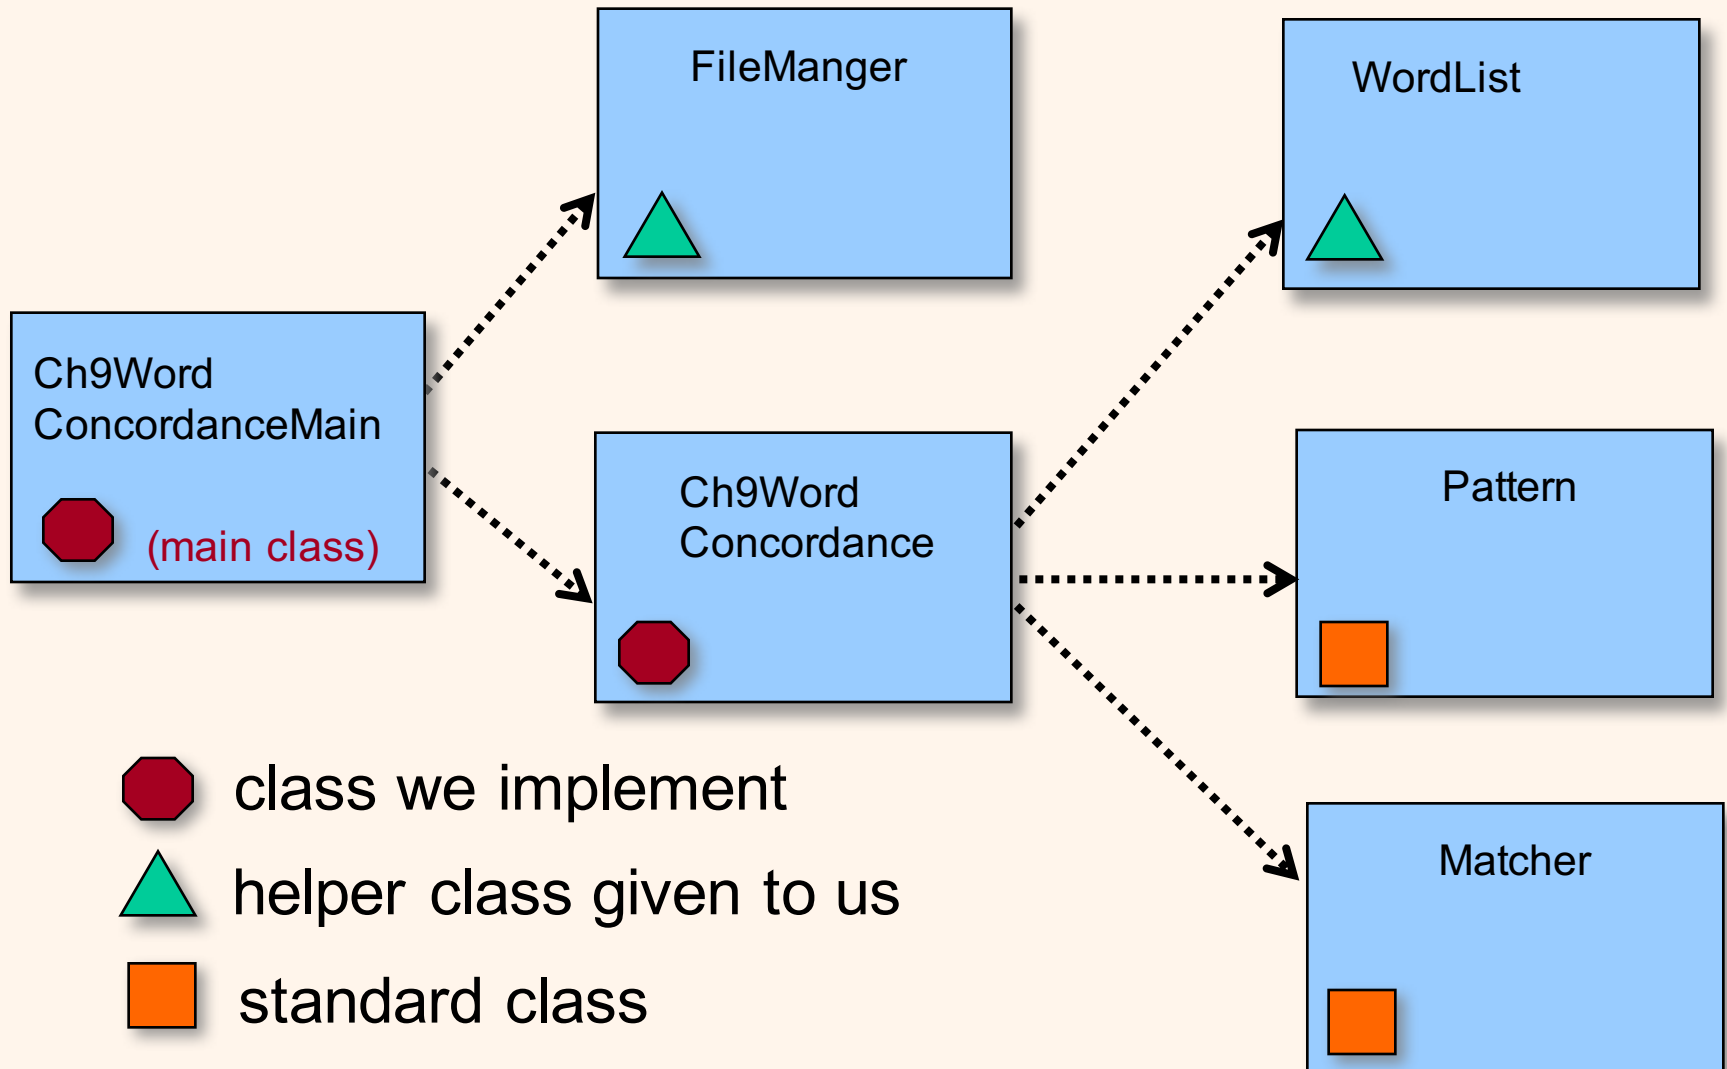 FileManger
WordList
Ch9Word
ConcordanceMain
(main class)
Ch9Word
Concordance
Pattern
Matcher
class we implement
helper class given to us
standard class